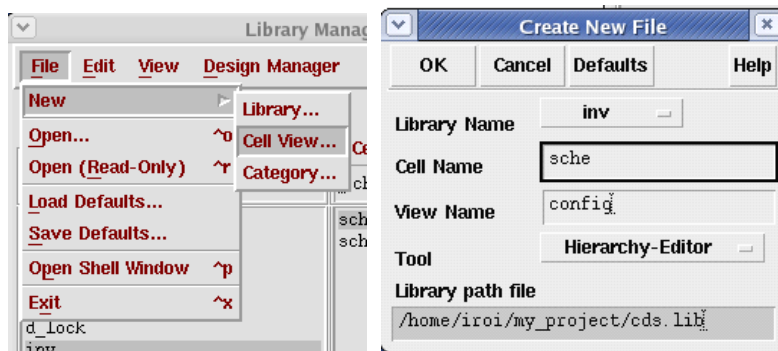 Library Manag
File Edit View Design Manager
New
Library...
Open... ^o
Cell View...
Ce
Open (Read-Only) ^r
Category...
Load Defaults...
Save Defaults...
sch
sch
Open Shell Window ^p
Exit ^x
d_lock
inv
Create New File
OK Cancel Defaults Help
Library Name inv
Cell Name sche
View Name config
Tool Hierarchy-Editor
Library path file
/home/iroi/my_project/cds.lib